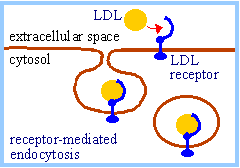 LDL
extracellular space
cytosol
LDL
receptor
receptor-mediated
endocytosis